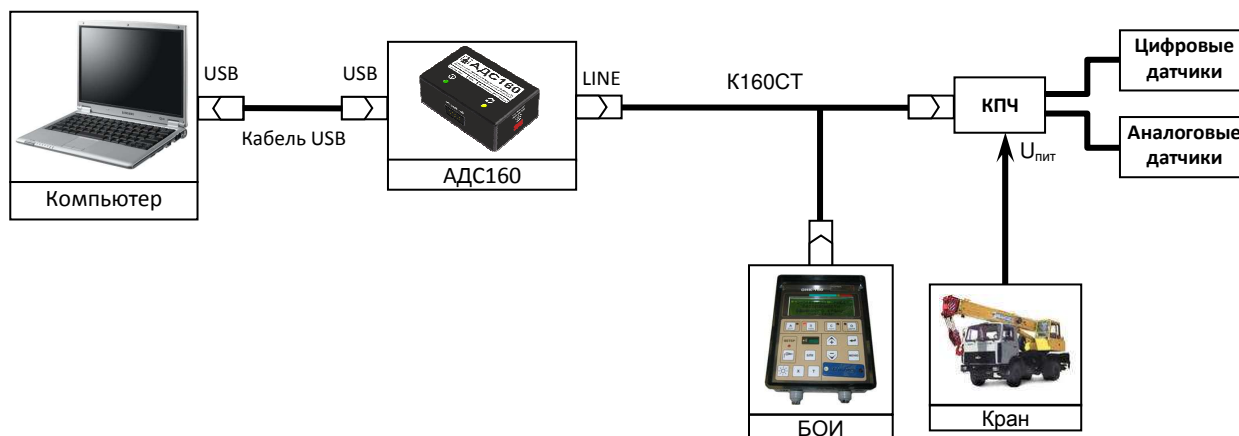 USB
USB
LINE
К160СТ
Цифровые
датчики
КПЧ
Аналоговые
датчики
Uпит
Кабель USB
АДС160
Компьютер
АДС160
БОИ
Кран